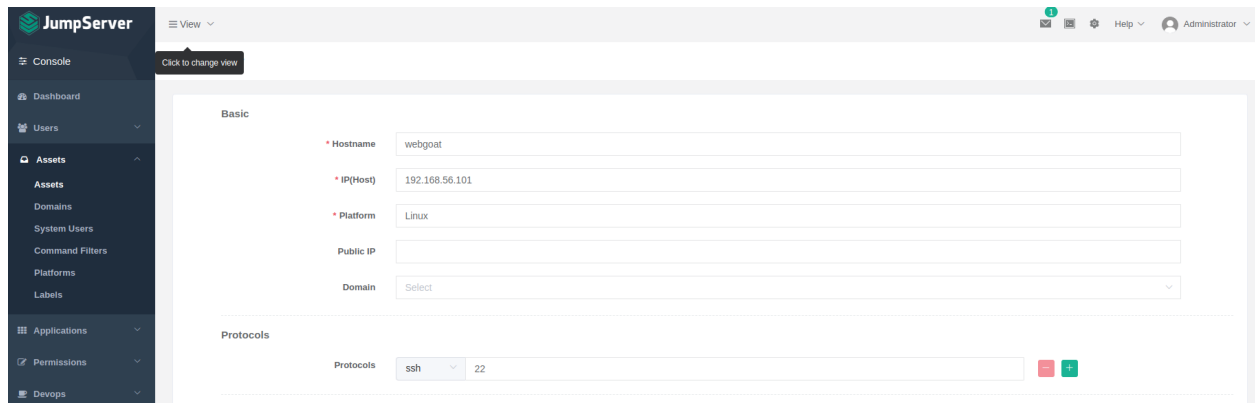 JumpServer
View
1
Help
Administrator
Click to change view
Console
Dashboard
Users
Assets
Assets
Domains
System Users
Command Filters
Platforms
Labels
Applications
Permissions
Devops
Basic
* Hostname webgoat
* IP(Host) 192.168.56.101
* Platform Linux
Public IP
Domain Select
Protocols
Protocols ssh 22